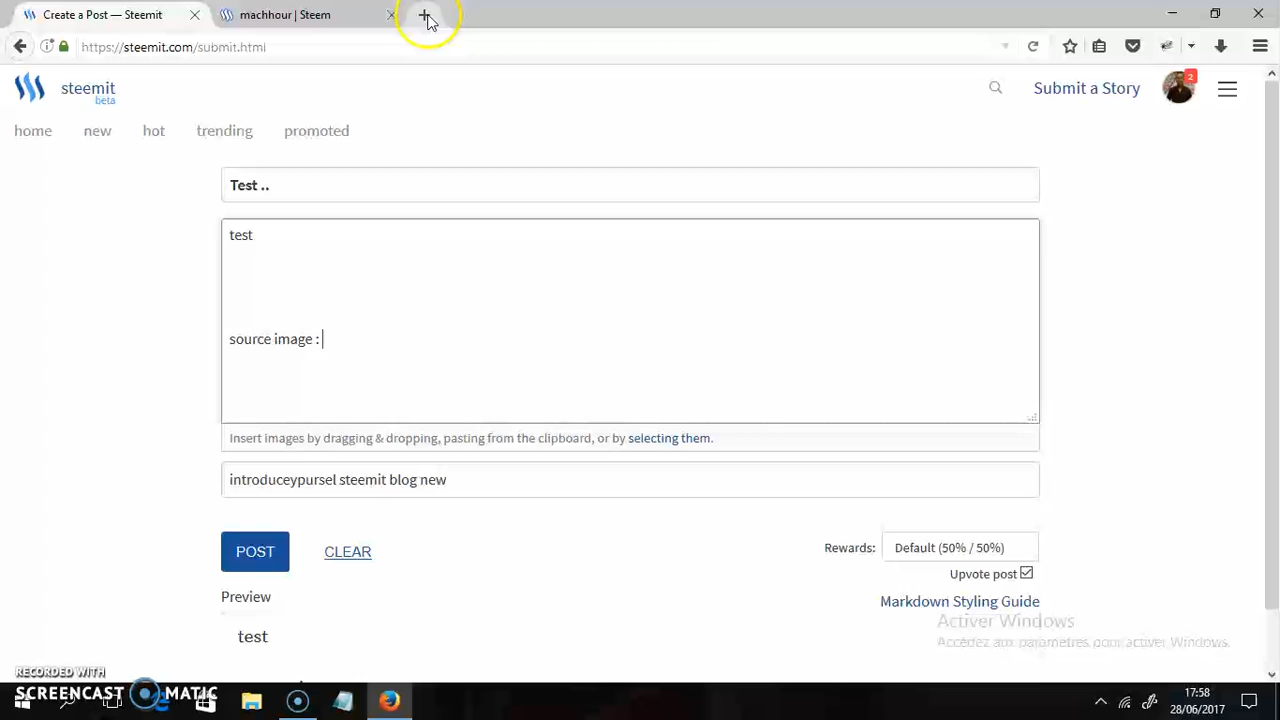 Create a Post — Steemit
machhour | Steem
https://steemit.com/submit.html
steemit
beta
Submit a Story
2
home new hot trending promoted
Test ..
test
source image :
Insert images by dragging & dropping, pasting from the clipboard, or by selecting them.
introduceypursel steemit blog new
POST CLEAR
Rewards: Default (50% / 50%)
Upvote post
Preview
Markdown Styling Guide
test
Activer Windows
Accédez aux paramètres pour activer Windows.
RECORDED WITH
SCREENCAST MATIC
17:58
28/06/2017